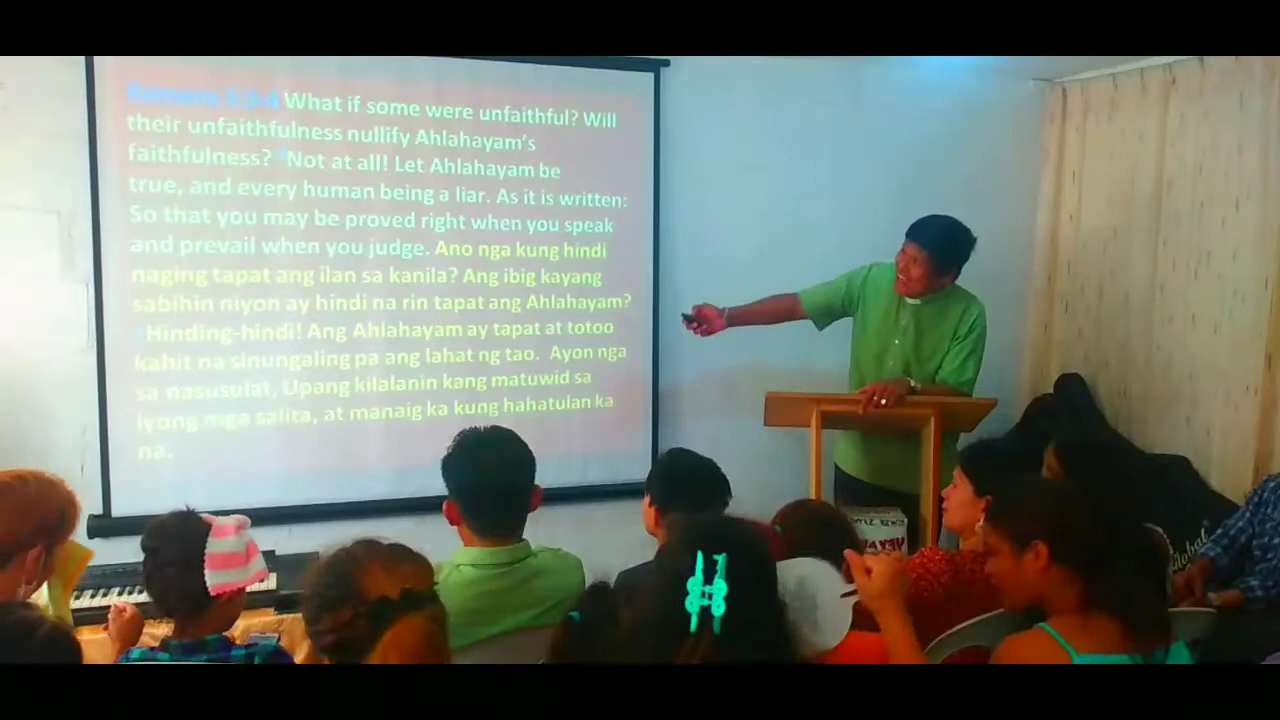 Romans 3:3-4 What if some were unfaithful? Will
their unfaithfulness nullify Ahlahayam's
faithfulness? Not at all! Let Ahlahayam be
true, and every human being a liar. As it is written:
So that you may be proved right when you speak
and prevail when you judge. Ano nga kung hindi
naging tapat ang ilan sa kanila? Ang ibig kayang
sabihin niyon ay hindi na rin tapat ang Ahlahayam?
Hinding-hindi! Ang Ahlahayam ay tapat at totoo
kahit na sinungaling pa ang lahat ng tao. Ayon nga
sa nasusulat, Upang kilalanin kang matuwid sa
iyong mga salita, at manaig ka kung hahatulan ka
na.
Global